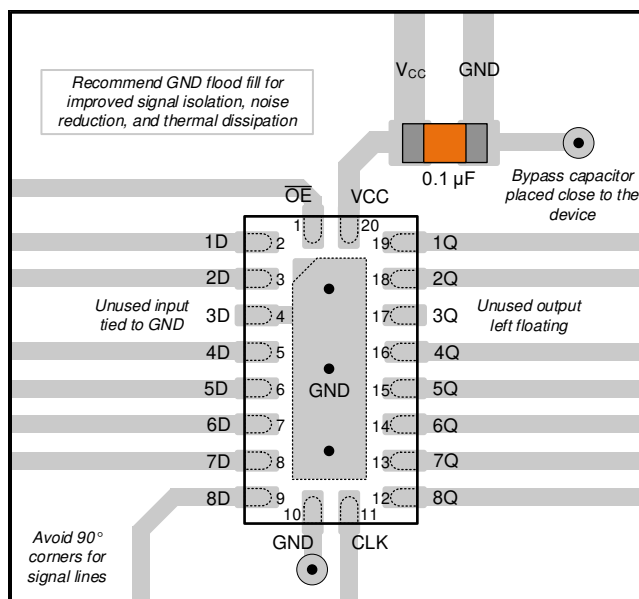 Recommend GND flood fill for
improved signal isolation, noise
reduction, and thermal dissipation
V_CC GND
0.1 µF
Bypass capacitor
placed close to the
device
O̅E̅ VCC
1 20
1D 2 19 1Q
2D 3 18 2Q
Unused input
tied to GND
3D 4 17 3Q
Unused output
left floating
4D 5 16 4Q
5D 6 GND 15 5Q
6D 7 14 6Q
7D 8 13 7Q
8D 9 12 8Q
10 11
GND CLK
Avoid 90°
corners for
signal lines